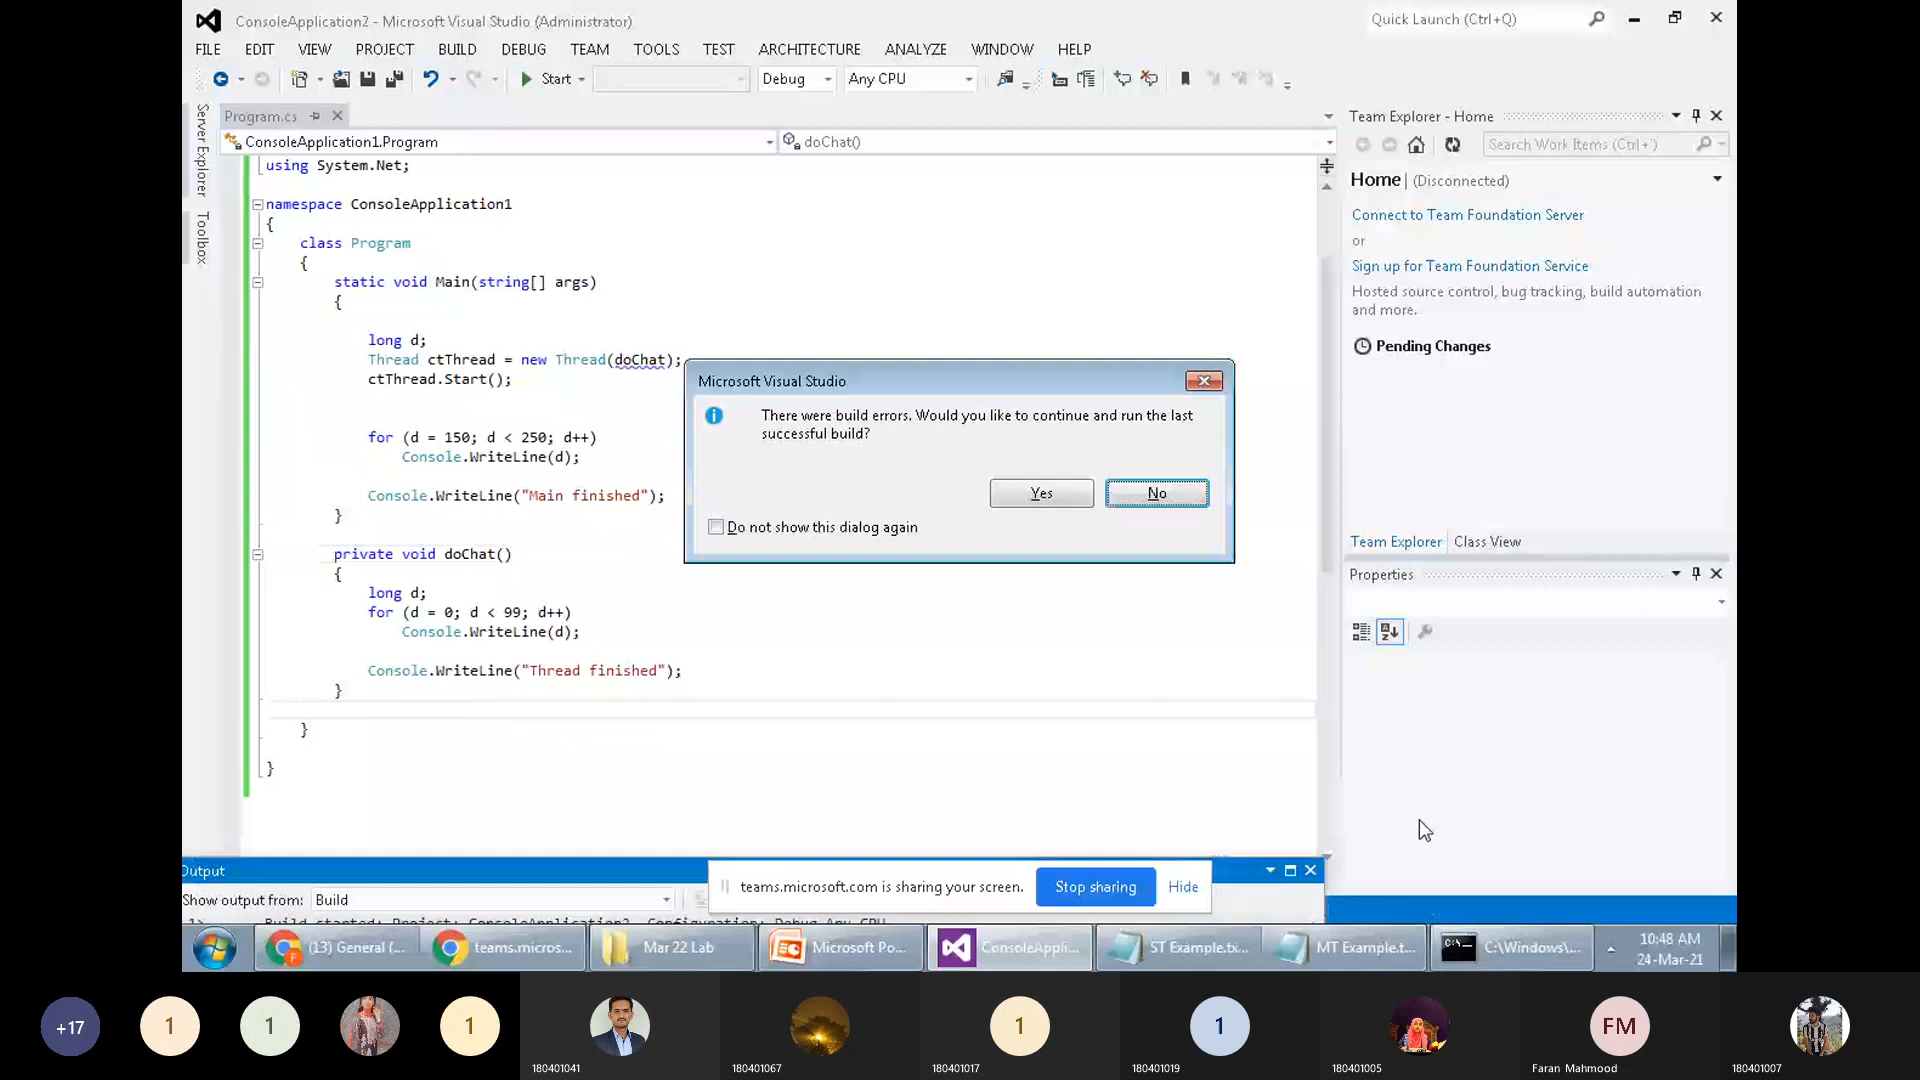 ConsoleApplication2 - Microsoft Visual Studio (Administrator)
Quick Launch (Ctrl+Q)
FILE EDIT VIEW PROJECT BUILD DEBUG TEAM TOOLS TEST ARCHITECTURE ANALYZE WINDOW HELP
Start Debug Any CPU
Server Explorer
Toolbox
Program.cs
ConsoleApplication1.Program
doChat()
using System.Net;
namespace ConsoleApplication1
{
class Program
{
static void Main(string[] args)
{
long d;
Thread ctThread = new Thread(doChat);
ctThread.Start();
for (d = 150; d < 250; d++)
Console.WriteLine(d);
Console.WriteLine("Main finished");
}
private void doChat()
{
long d;
for (d = 0; d < 99; d++)
Console.WriteLine(d);
Console.WriteLine("Thread finished");
}
}
}
Microsoft Visual Studio
There were build errors. Would you like to continue and run the last
successful build?
Yes
No
Do not show this dialog again
Team Explorer - Home
Search Work Items (Ctrl+')
Home | (Disconnected)
Connect to Team Foundation Server
or
Sign up for Team Foundation Service
Hosted source control, bug tracking, build automation
and more.
Pending Changes
Team Explorer Class View
Properties
Output
Show output from: Build
Build started: Project: ConsoleApplication2, Configuration: Debug Any CPU
teams.microsoft.com is sharing your screen.
Stop sharing
Hide
(13) General (...
teams.micros...
Mar 22 Lab
Microsoft Po...
ConsoleAppli...
ST Example.tx...
MT Example.t...
C:\Windows\...
10:48 AM
24-Mar-21
+17
1
1
1
180401041
180401067
1
180401017
1
180401019
180401005
FM
Faran Mahmood
180401007